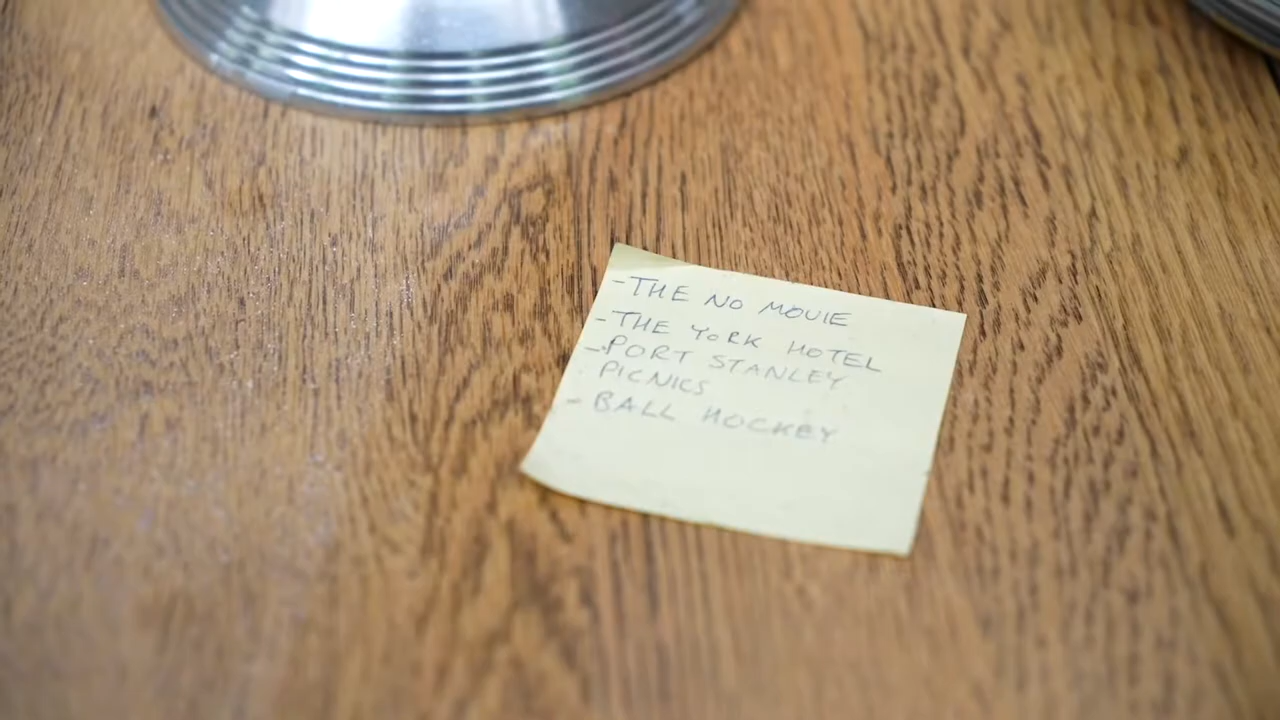 - THE NO MOVIE
- THE YORK HOTEL
- PORT STANLEY
PICNICS
- BALL HOCKEY